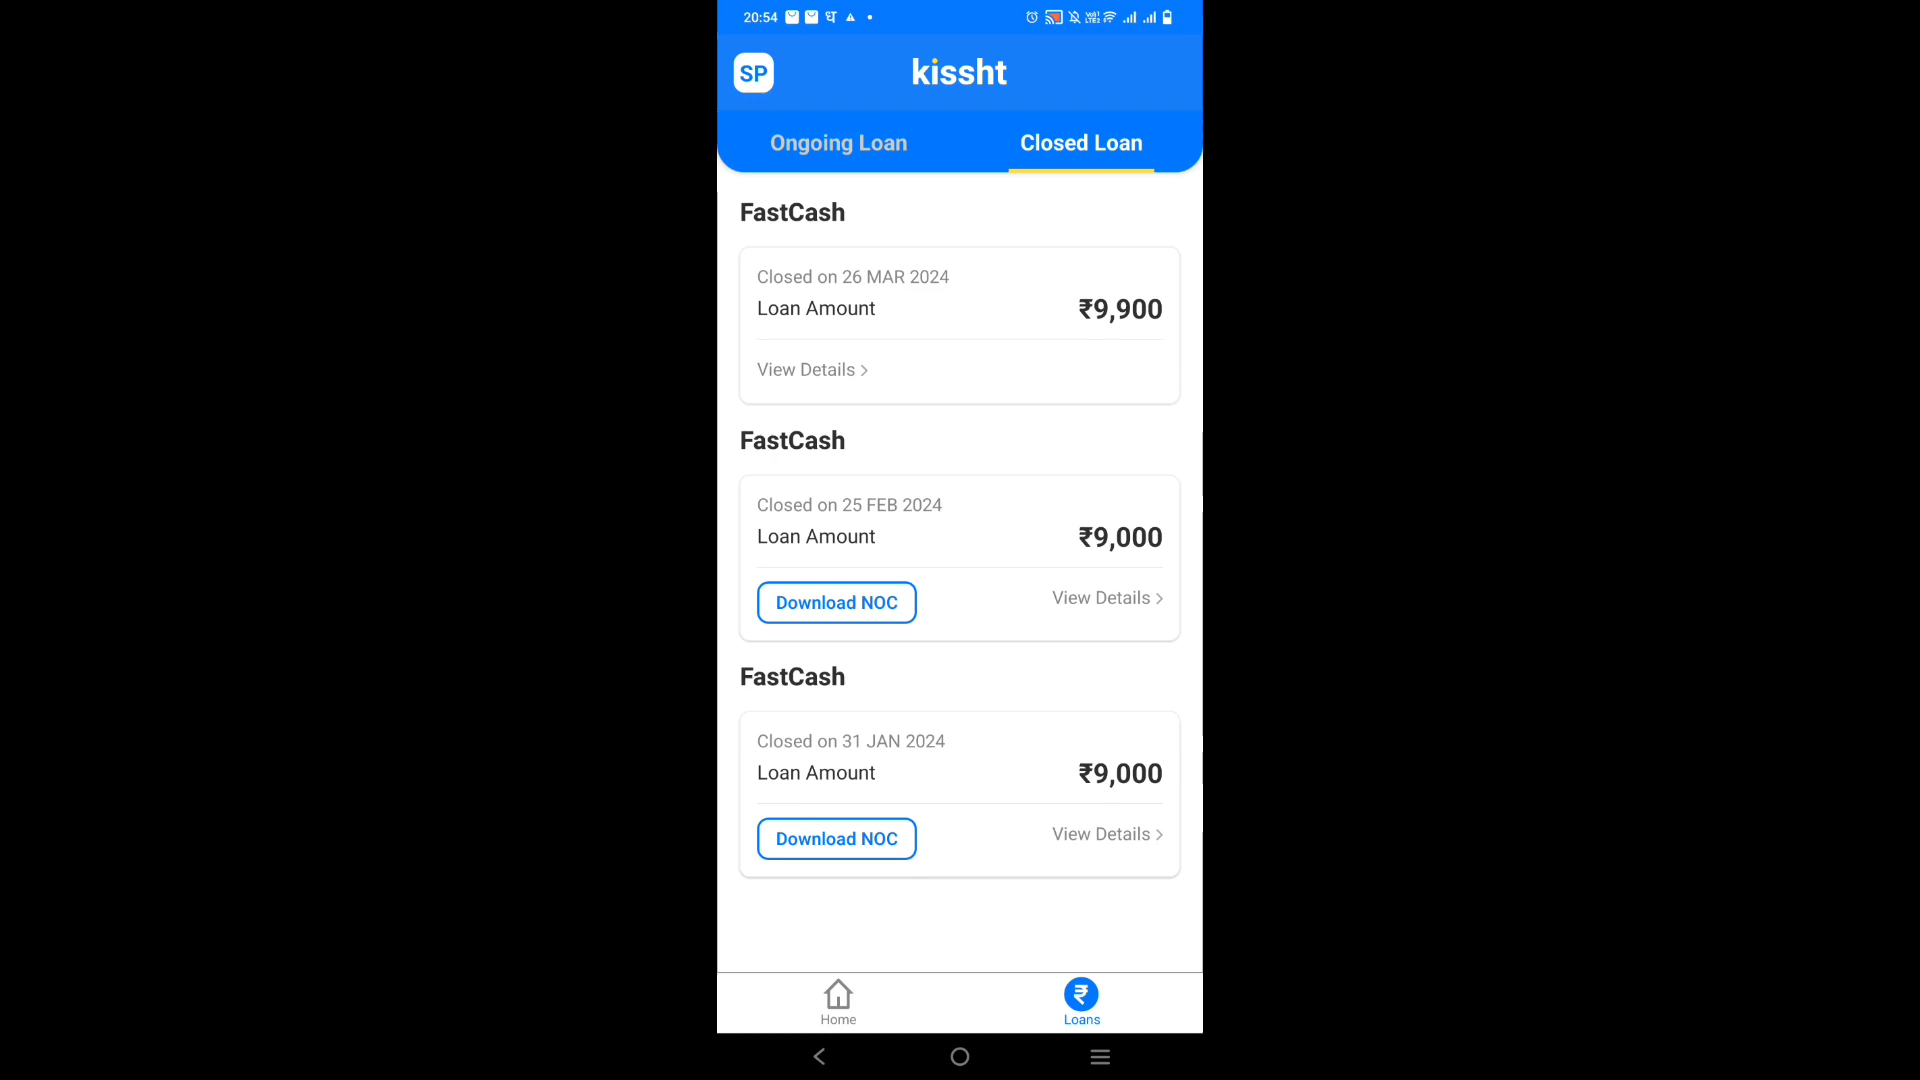 20:54 घ
SP
kissht
Ongoing Loan Closed Loan
FastCash
Closed on 26 MAR 2024
Loan Amount ₹9,900
View Details >
FastCash
Closed on 25 FEB 2024
Loan Amount ₹9,000
Download NOC View Details >
FastCash
Closed on 31 JAN 2024
Loan Amount ₹9,000
Download NOC View Details >
Home Loans